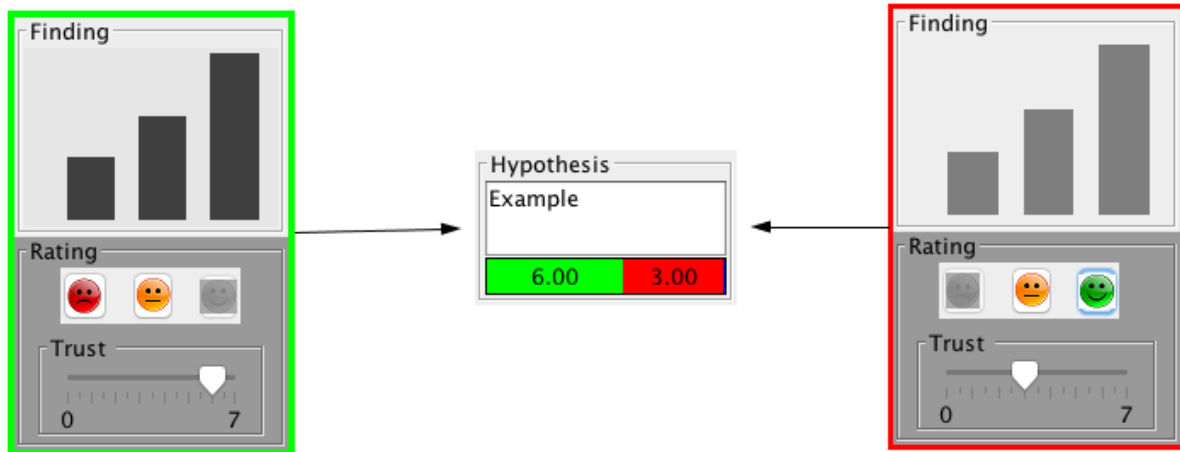 Finding
Rating
Trust
0 7
Hypothesis
Example
6.00 3.00
Finding
Rating
Trust
0 7